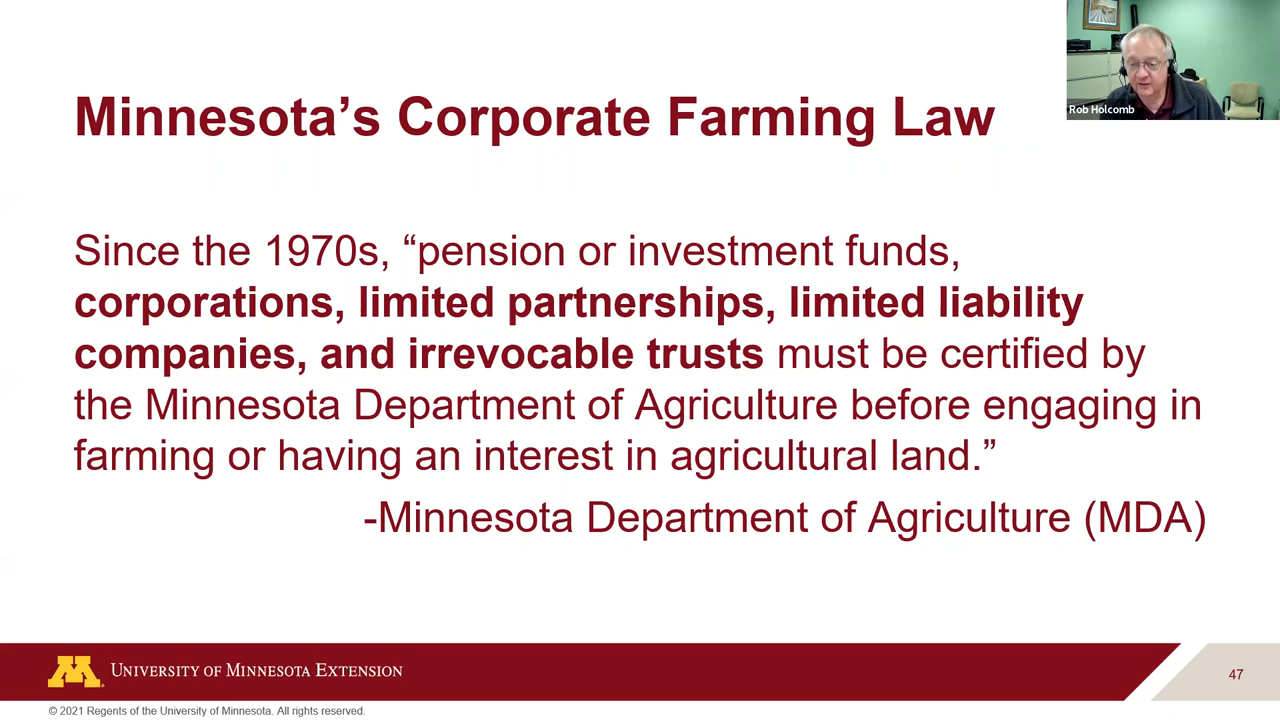 Rob Holcomb
Minnesota’s Corporate Farming Law
Since the 1970s, “pension or investment funds,
corporations, limited partnerships, limited liability
companies, and irrevocable trusts must be certified by
the Minnesota Department of Agriculture before engaging in
farming or having an interest in agricultural land.”
-Minnesota Department of Agriculture (MDA)
M
UNIVERSITY OF MINNESOTA EXTENSION
47
© 2021 Regents of the University of Minnesota. All rights reserved.